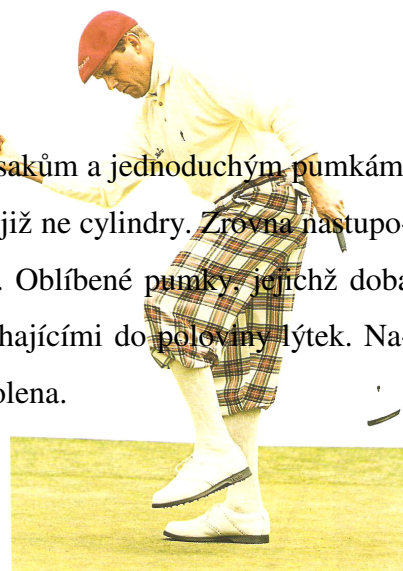 sakům a jednoduchým pumkám
již ne cylindry. Zrovna nastupo-
. Oblíbené pumky, jejichž doba
hajícími do poloviny lýtek. Na-
olena.